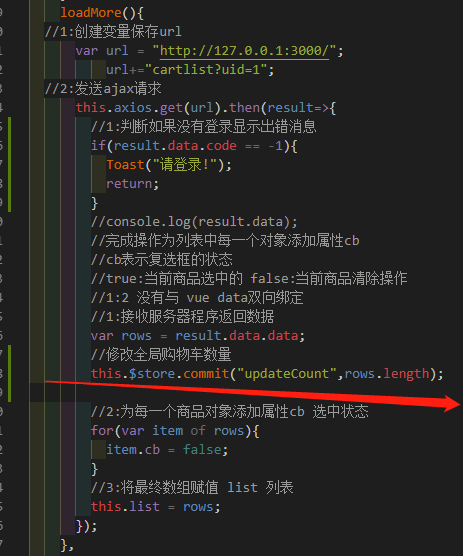 loadMore(){
//1:创建变量保存url
var url = "http://127.0.0.1:3000/";
url+="cartlist?uid=1";
//2:发送ajax请求
this.axios.get(url).then(result=>{
//1:判断如果没有登录显示出错消息
if(result.data.code == -1){
Toast("请登录!");
return;
}
//console.log(result.data);
//完成操作为列表中每一个对象添加属性cb
//cb表示复选框的状态
//true:当前商品选中的 false:当前商品清除操作
//1:2 没有与 vue data双向绑定
//1:接收服务器程序返回数据
var rows = result.data.data;
//修改全局购物车数量
this.$store.commit("updateCount",rows.length);
//2:为每一个商品对象添加属性cb 选中状态
for(var item of rows){
item.cb = false;
}
//3:将最终数组赋值 list 列表
this.list = rows;
});
},